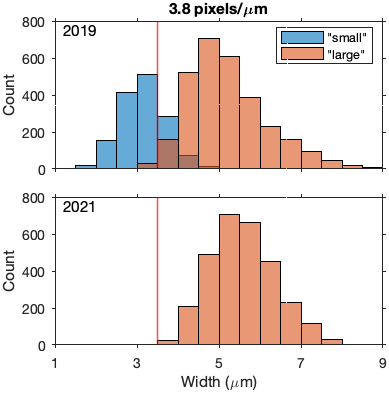 3.8 pixels/μm
2019
"small"
"large"
800
600
400
200
0
Count
2021
800
600
400
200
0
Count
1 3 5 7 9
Width (μm)